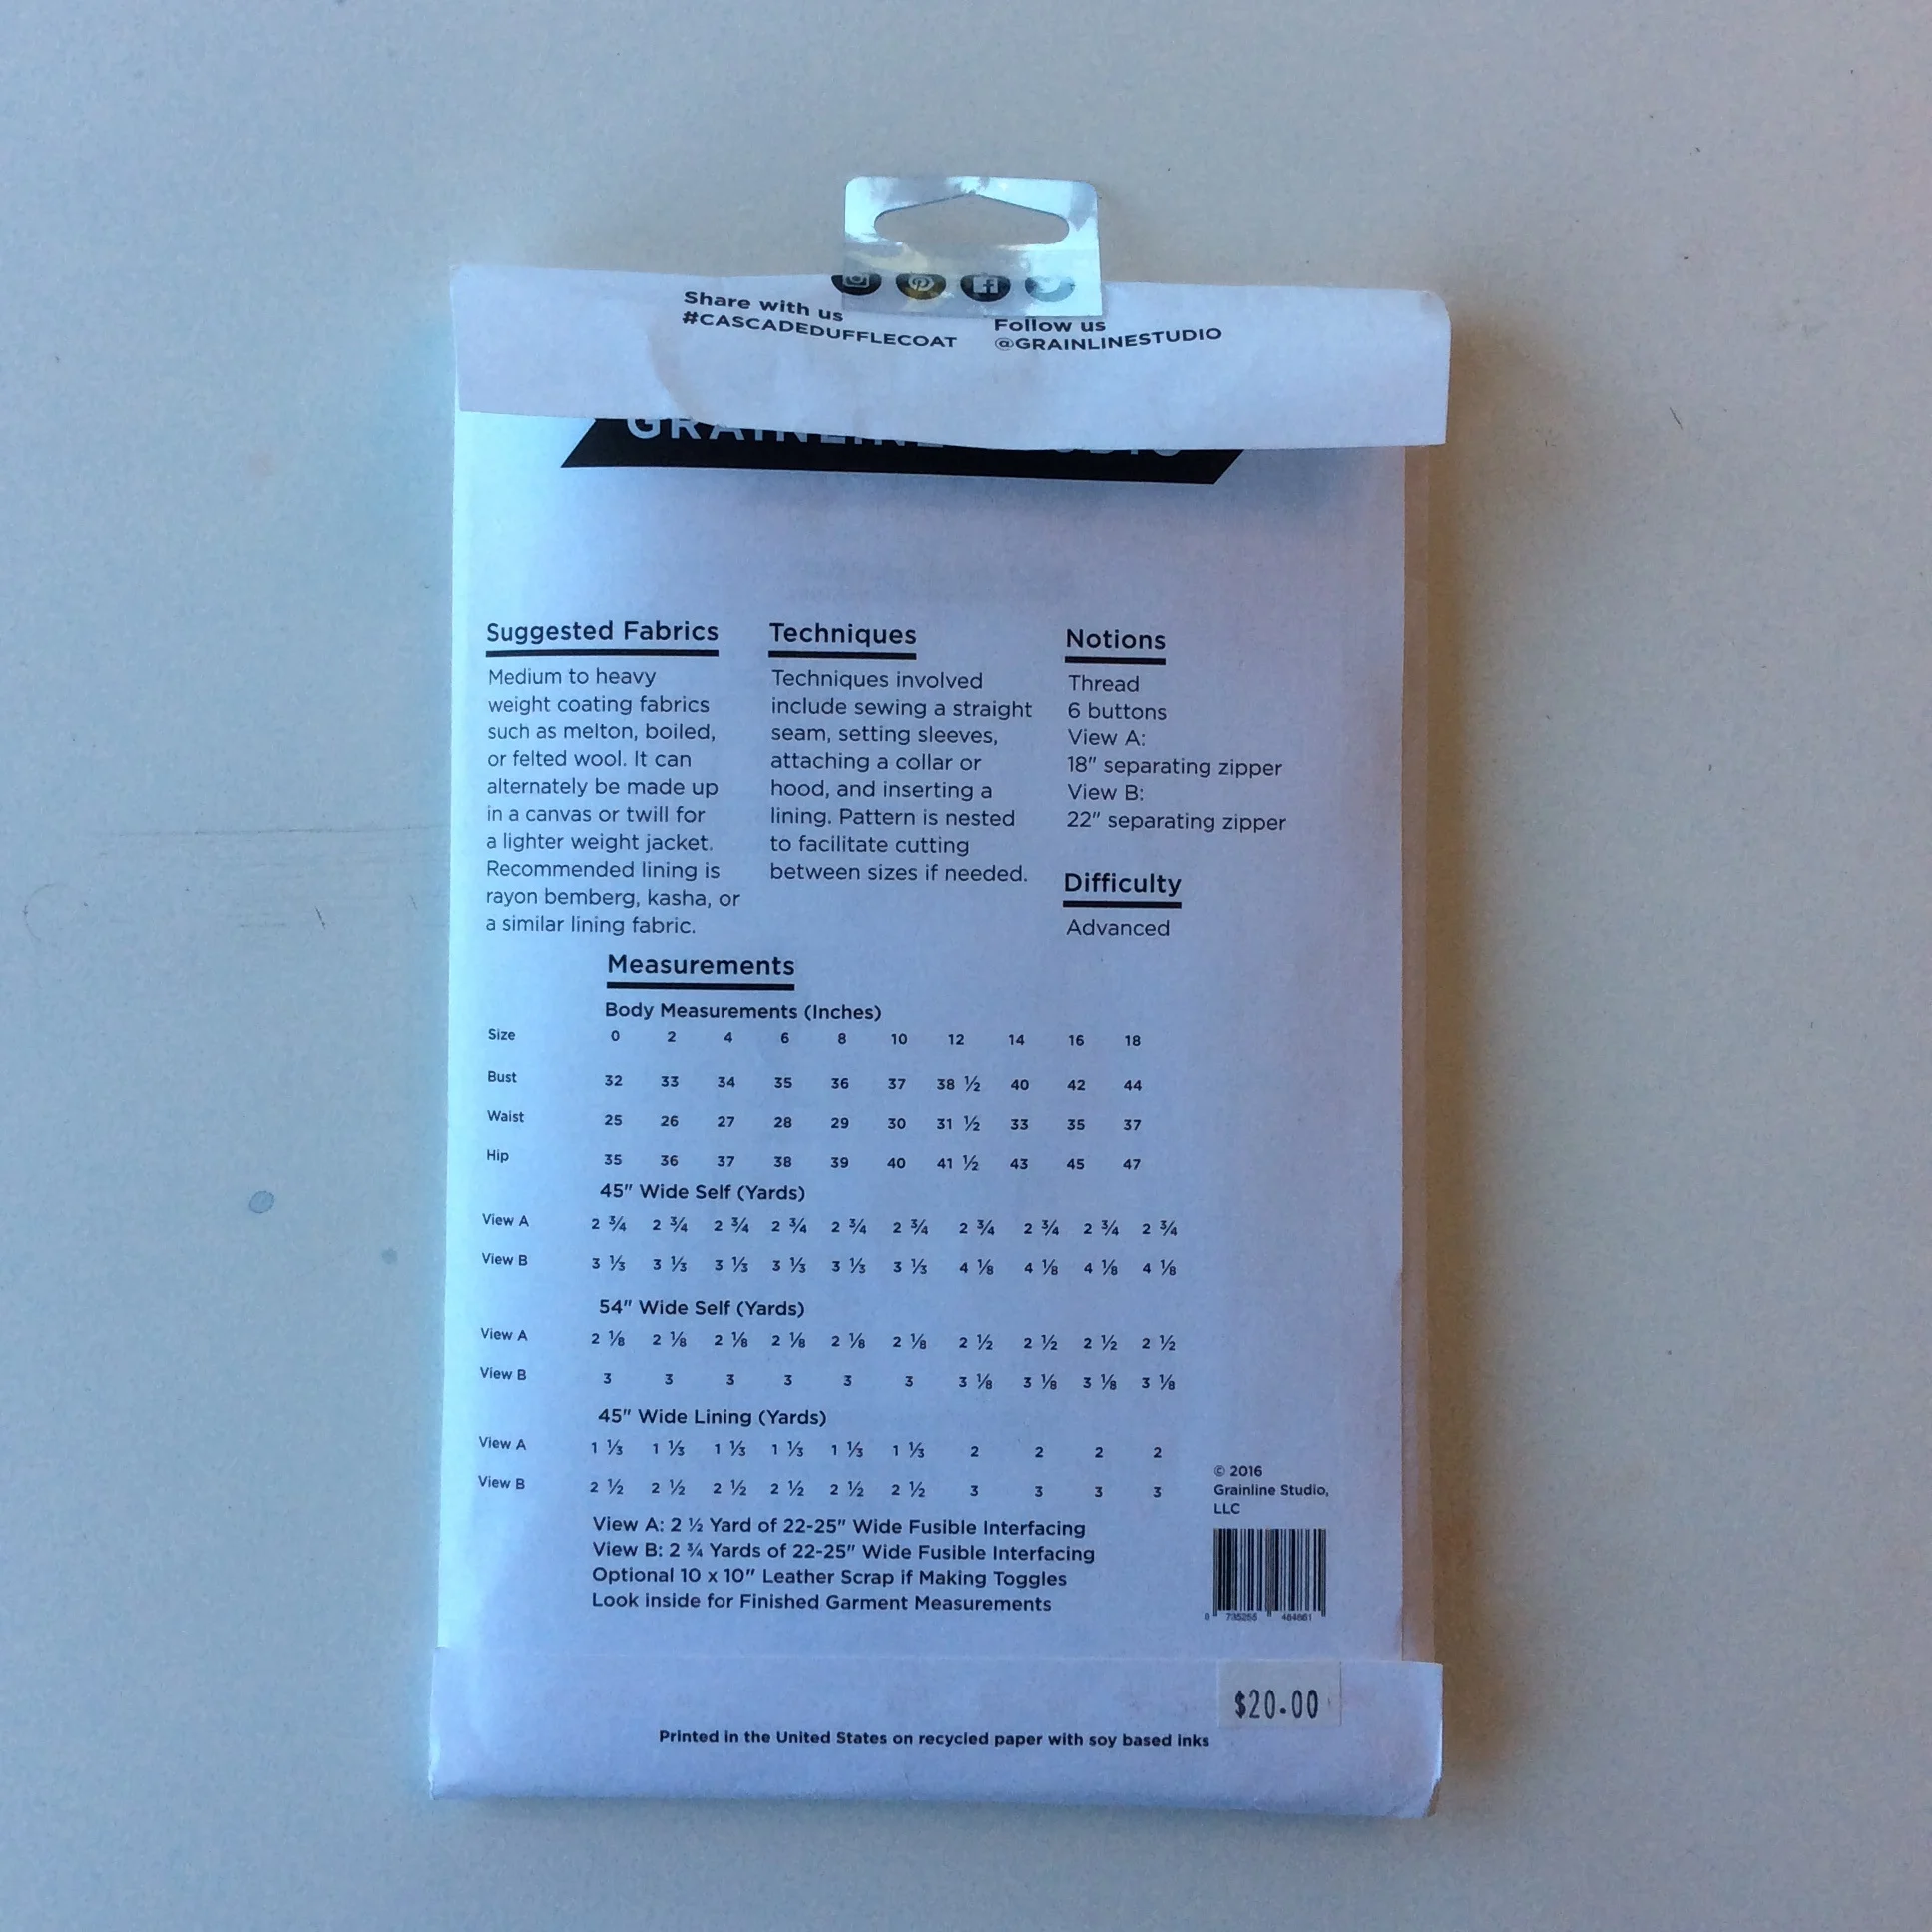 Share with us
#CASCADEDUFFLECOAT
Follow us
@GRAINLINESTUDIO
Suggested Fabrics
Medium to heavy
weight coating fabrics
such as melton, boiled,
or felted wool. It can
alternately be made up
in a canvas or twill for
a lighter weight jacket.
Recommended lining is
rayon bemberg, kasha, or
a similar lining fabric.
Techniques
Techniques involved
include sewing a straight
seam, setting sleeves,
attaching a collar or
hood, and inserting a
lining. Pattern is nested
to facilitate cutting
between sizes if needed.
Notions
Thread
6 buttons
View A:
18" separating zipper
View B:
22" separating zipper
Difficulty
Advanced
Measurements
Body Measurements (Inches)
Size 0 2 4 6 8 10 12 14 16 18
Bust 32 33 34 35 36 37 38 ½ 40 42 44
Waist 25 26 27 28 29 30 31 ½ 33 35 37
Hip 35 36 37 38 39 40 41 ½ 43 45 47
45" Wide Self (Yards)
View A 2 ¾ 2 ¾ 2 ¾ 2 ¾ 2 ¾ 2 ¾ 2 ¾ 2 ¾ 2 ¾ 2 ¾
View B 3 ⅓ 3 ⅓ 3 ⅓ 3 ⅓ 3 ⅓ 3 ⅓ 4 ⅛ 4 ⅛ 4 ⅛ 4 ⅛
54" Wide Self (Yards)
View A 2 ⅛ 2 ⅛ 2 ⅛ 2 ⅛ 2 ⅛ 2 ⅛ 2 ½ 2 ½ 2 ½ 2 ½
View B 3 3 3 3 3 3 3 ⅛ 3 ⅛ 3 ⅛ 3 ⅛
45" Wide Lining (Yards)
View A 1 ⅓ 1 ⅓ 1 ⅓ 1 ⅓ 1 ⅓ 1 ⅓ 2 2 2 2
View B 2 ½ 2 ½ 2 ½ 2 ½ 2 ½ 2 ½ 3 3 3 3
View A: 2 ½ Yard of 22-25" Wide Fusible Interfacing
View B: 2 ¾ Yards of 22-25" Wide Fusible Interfacing
Optional 10 x 10" Leather Scrap if Making Toggles
Look Inside for Finished Garment Measurements
© 2016
Grainline Studio,
LLC
0 735255 484861
$20.00
Printed in the United States on recycled paper with soy based inks